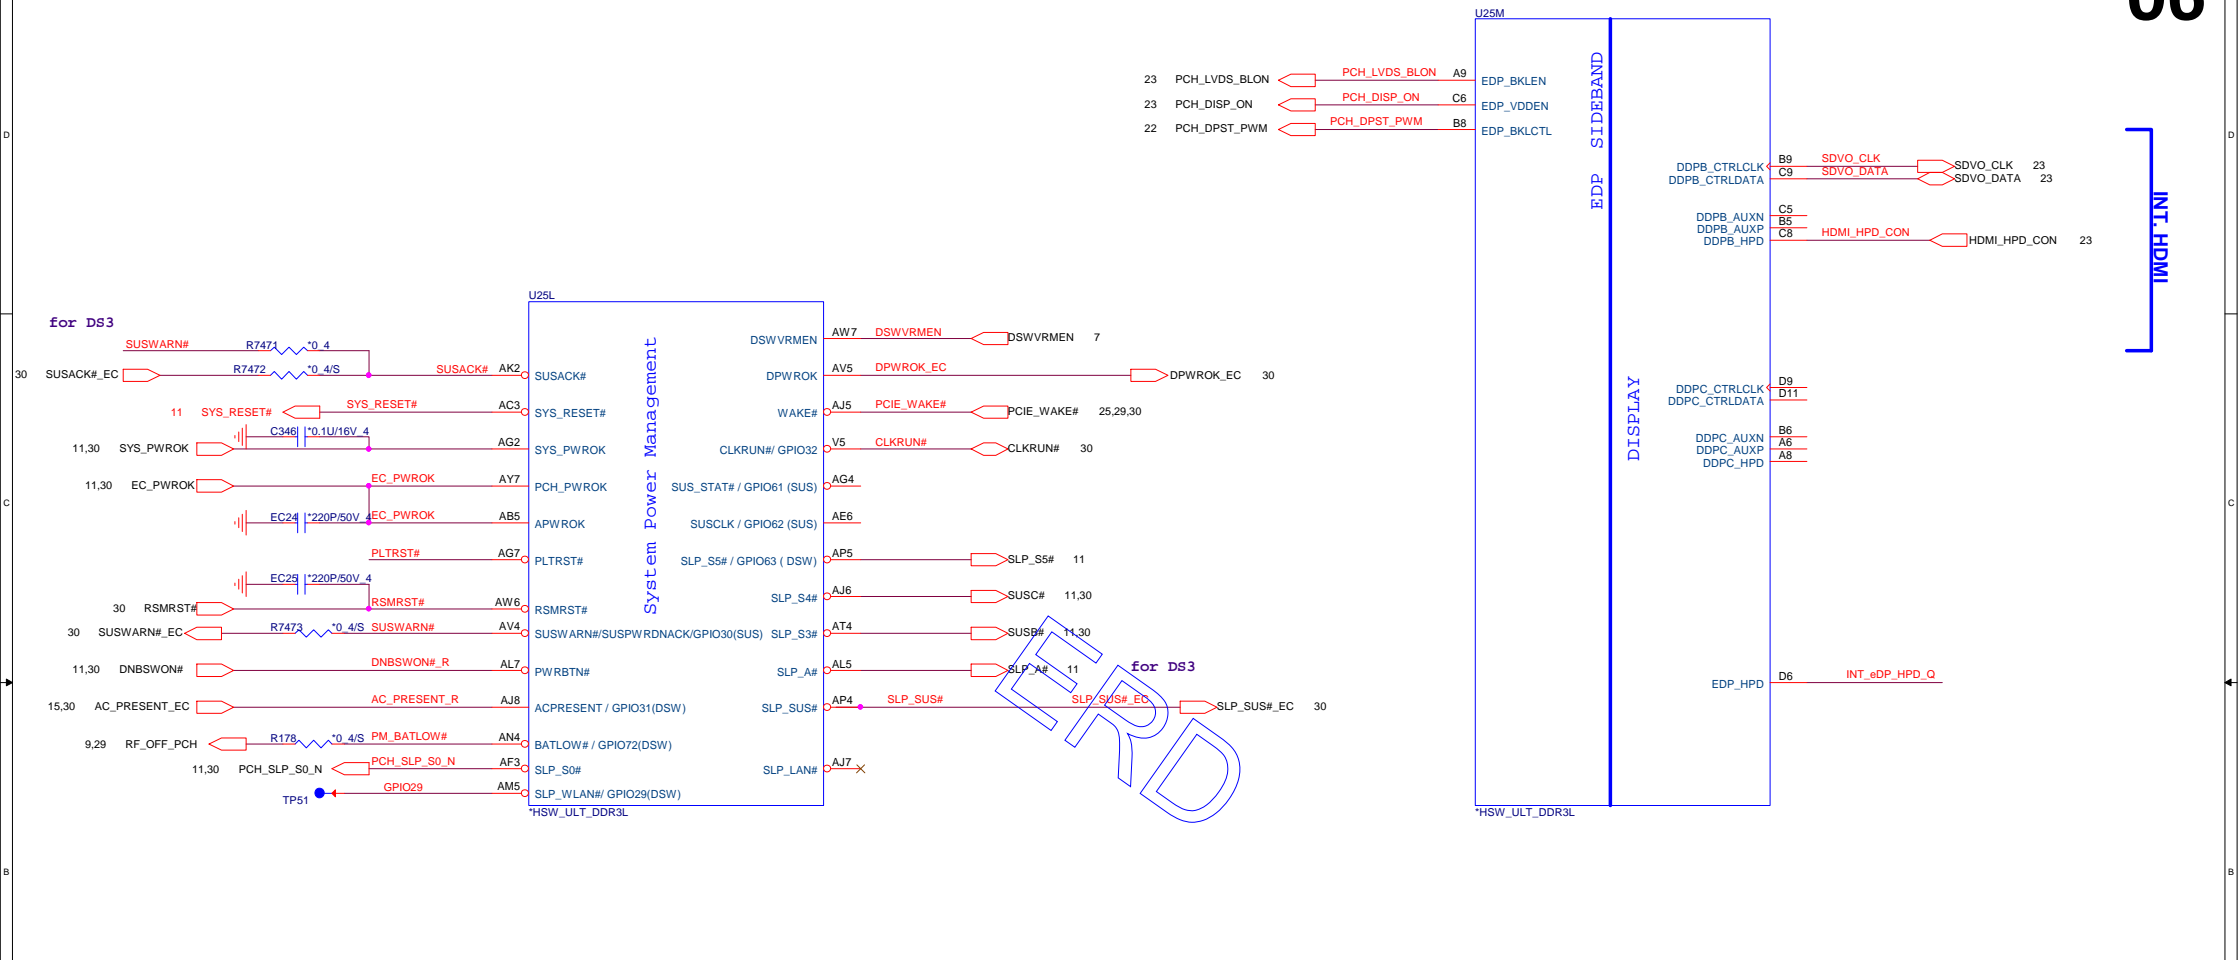 06
U25M
23 PCH_LVDS_BLON PCH_LVDS_BLON A9 EDP_BKLEN
23 PCH_DISP_ON PCH_DISP_ON C6 EDP_VDDEN
22 PCH_DPST_PWM PCH_DPST_PWM B8 EDP_BKLCTL
EDP SIDEBAND
D
D
DDPB_CTRLCLK B9 SDVO_CLK SDVO_CLK 23
DDPB_CTRLDATA C9 SDVO_DATA SDVO_DATA 23
DDPB_AUXN C5
DDPB_AUXP B5
DDPB_HPD C8 HDMI_HPD_CON HDMI_HPD_CON 23
INT. HDMI
DISPLAY
DDPC_CTRLCLK D9
DDPC_CTRLDATA D11
DDPC_AUXN B6
DDPC_AUXP A6
DDPC_HPD A8
EDP_HPD D6 INT_eDP_HPD_Q
*HSW_ULT_DDR3L
U25L
for DS3
System Power Management
SUSWARN# R7471 *0_4
30 SUSACK#_EC R7472 *0_4/S SUSACK# AK2 SUSACK#
11 SYS_RESET# SYS_RESET# AC3 SYS_RESET#
C346 *0.1U/16V_4
11,30 SYS_PWROK AG2 SYS_PWROK
11,30 EC_PWROK EC_PWROK AY7 PCH_PWROK
EC24 *220P/50V_4 EC_PWROK AB5 APWROK
PLTRST# AG7 PLTRST#
EC25 *220P/50V_4
30 RSMRST# RSMRST# AW6 RSMRST#
30 SUSWARN#_EC R7473 *0_4/S SUSWARN# AV4 SUSWARN#/SUSPWRDNACK/GPIO30(SUS)
11,30 DNBSWON# DNBSWON#_R AL7 PWRBTN#
15,30 AC_PRESENT_EC AC_PRESENT_R AJ8 ACPRESENT / GPIO31(DSW)
9,29 RF_OFF_PCH R178 *0_4/S PM_BATLOW# AN4 BATLOW# / GPIO72(DSW)
11,30 PCH_SLP_S0_N PCH_SLP_S0_N AF3 SLP_S0#
TP51 GPIO29 AM5 SLP_WLAN#/ GPIO29(DSW)
DSWVRMEN AW7 DSWVRMEN DSWVRMEN 7
DPWROK AV5 DPWROK_EC DPWROK_EC 30
WAKE# AJ5 PCIE_WAKE# PCIE_WAKE# 25,29,30
CLKRUN#/ GPIO32 V5 CLKRUN# CLKRUN# 30
SUS_STAT# / GPIO61 (SUS) AG4
SUSCLK / GPIO62 (SUS) AE6
SLP_S5# / GPIO63 ( DSW) AP5 SLP_S5# 11
SLP_S4# AJ6 SUSC# 11,30
SLP_S3# AT4 SUSB# 11,30
SLP_A# AL5 SLP_A# 11
for DS3
SLP_SUS# AP4 SLP_SUS# SLP_SUS#_EC SLP_SUS#_EC 30
SLP_LAN# AJ7
*HSW_ULT_DDR3L
ERD
C
C
B
B